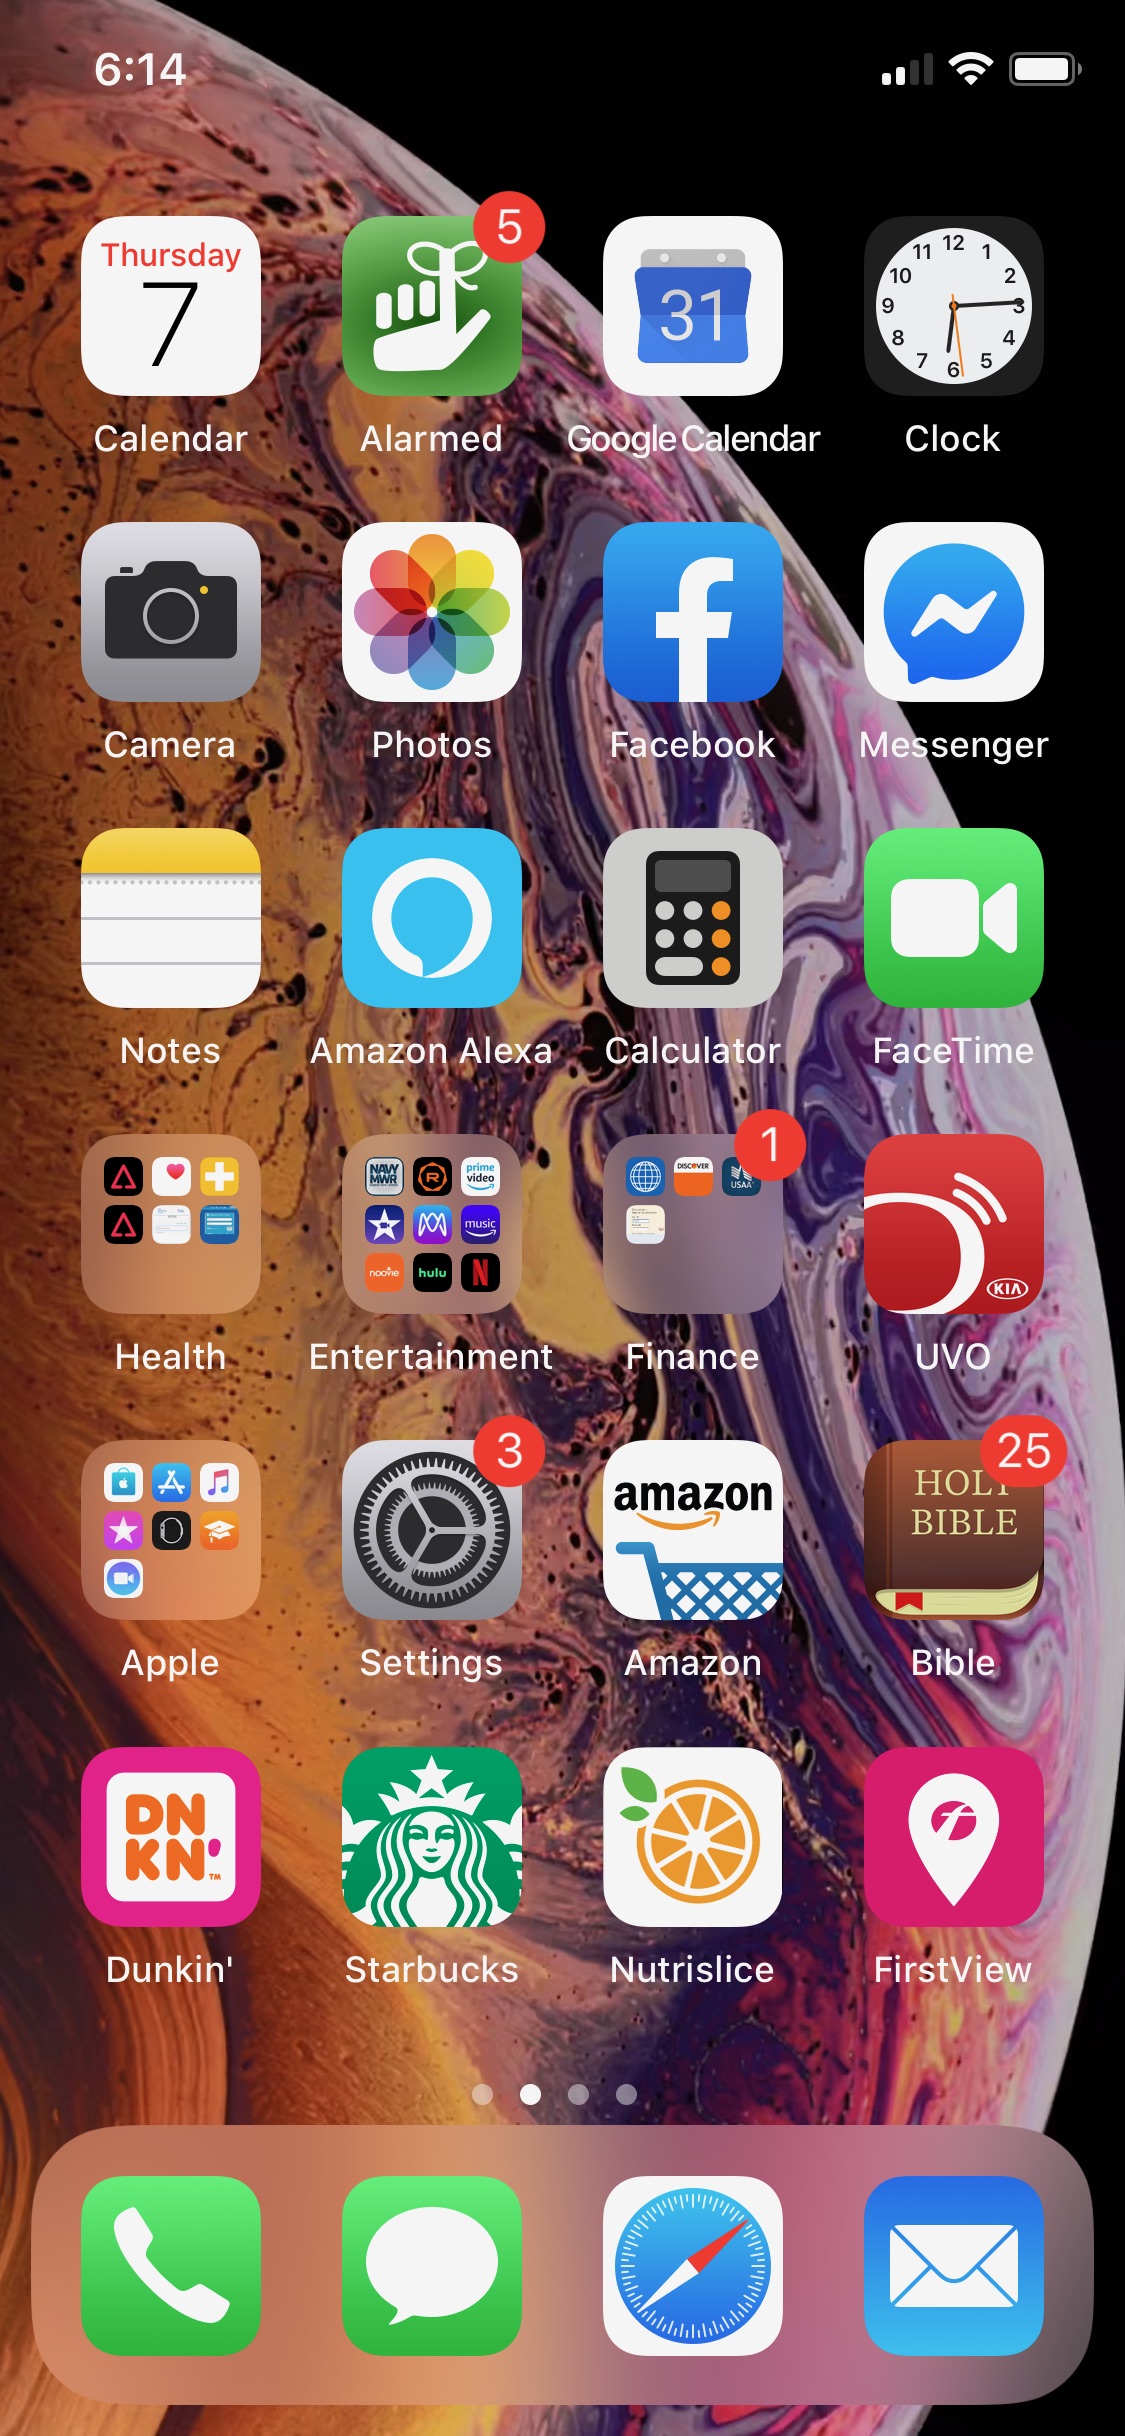 6:14
Thursday
7
5
31
12
1
2
3
4
5
6
7
8
9
10
11
Calendar
Alarmed
Google Calendar
Clock
Camera
Photos
Facebook
Messenger
Notes
Amazon Alexa
Calculator
FaceTime
NAVY
MWR
prime
video
music
noovie
hulu
N
DISCOVER
USAA
1
KIA
Health
Entertainment
Finance
UVO
3
amazon
25
HOLY
BIBLE
Apple
Settings
Amazon
Bible
DN
KN'
TM
Dunkin'
Starbucks
Nutrislice
FirstView